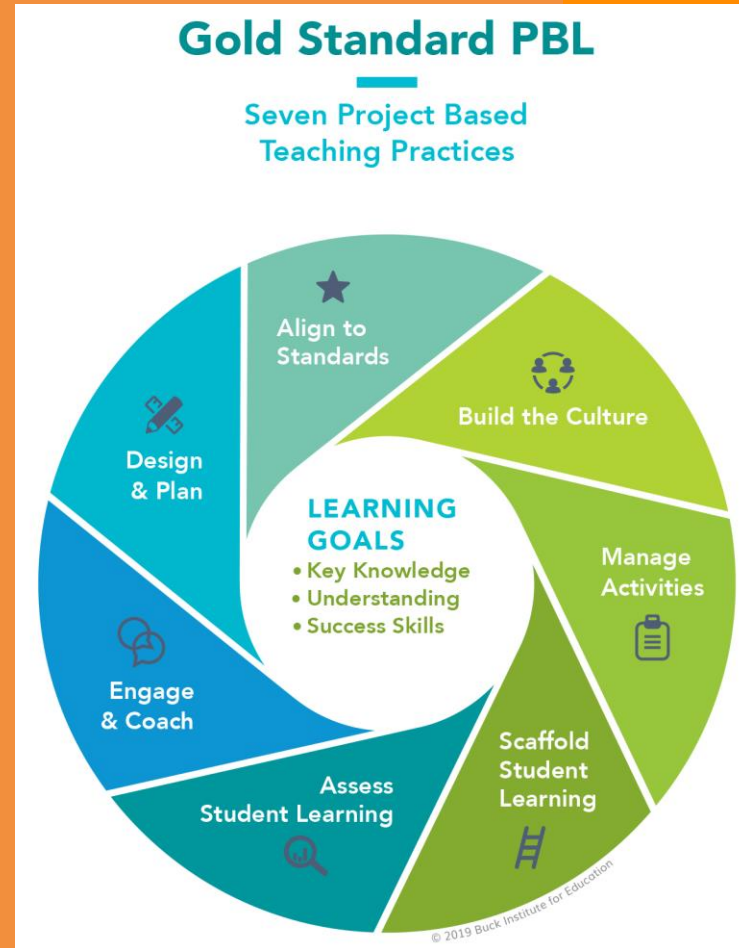 Gold Standard PBL
Seven Project Based
Teaching Practices
Align to
Standards
Build the Culture
Design
& Plan
LEARNING
GOALS
• Key Knowledge
• Understanding
• Success Skills
Manage
Activities
Engage
& Coach
Scaffold
Student
Learning
Assess
Student Learning
© 2019 Buck Institute for Education